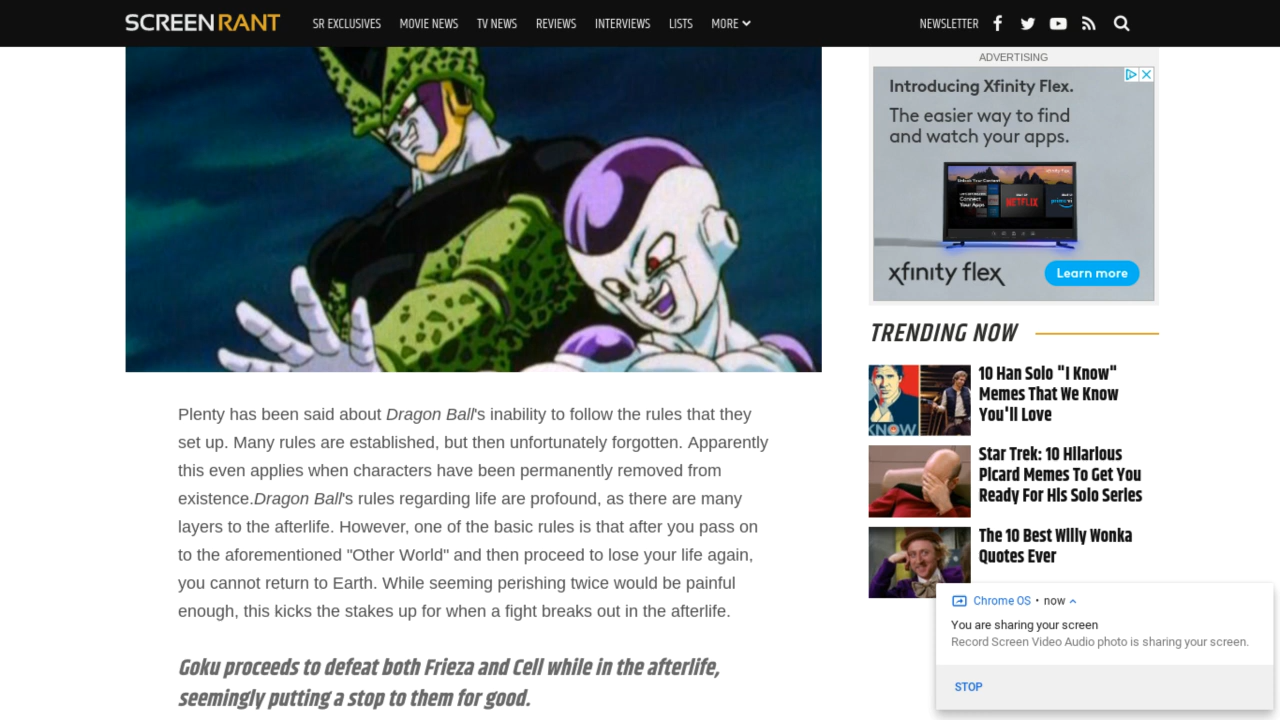 SCREENRANT
SR EXCLUSIVES MOVIE NEWS TV NEWS REVIEWS INTERVIEWS LISTS MORE
NEWSLETTER
ADVERTISING
Introducing Xfinity Flex.
The easier way to find
and watch your apps.
NETFLIX
xfinity flex
Learn more
TRENDING NOW
10 Han Solo "I Know"
Memes That We Know
You'll Love
KNOW
Star Trek: 10 Hilarious
Picard Memes To Get You
Ready For His Solo Series
The 10 Best Willy Wonka
Quotes Ever
Plenty has been said about Dragon Ball's inability to follow the rules that they
set up. Many rules are established, but then unfortunately forgotten. Apparently
this even applies when characters have been permanently removed from
existence.Dragon Ball's rules regarding life are profound, as there are many
layers to the afterlife. However, one of the basic rules is that after you pass on
to the aforementioned "Other World" and then proceed to lose your life again,
you cannot return to Earth. While seeming perishing twice would be painful
enough, this kicks the stakes up for when a fight breaks out in the afterlife.
Goku proceeds to defeat both Frieza and Cell while in the afterlife,
seemingly putting a stop to them for good.
Chrome OS • now
You are sharing your screen
Record Screen Video Audio photo is sharing your screen.
STOP